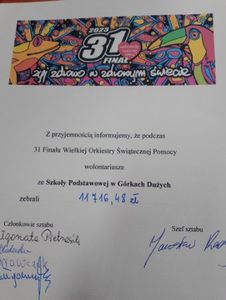 2023
31
FINAŁ
żyj zdrowo w zdrowym świecie
Z przyjemnością informujemy, że podczas
31 Finału Wielkiej Orkiestry Świątecznej Pomocy
wolontariusze
ze Szkoły Podstawowej w Górkach Dużych
zebrali 11 716,48 zł
Członkowie sztabu
Szef sztabu
Jarosław